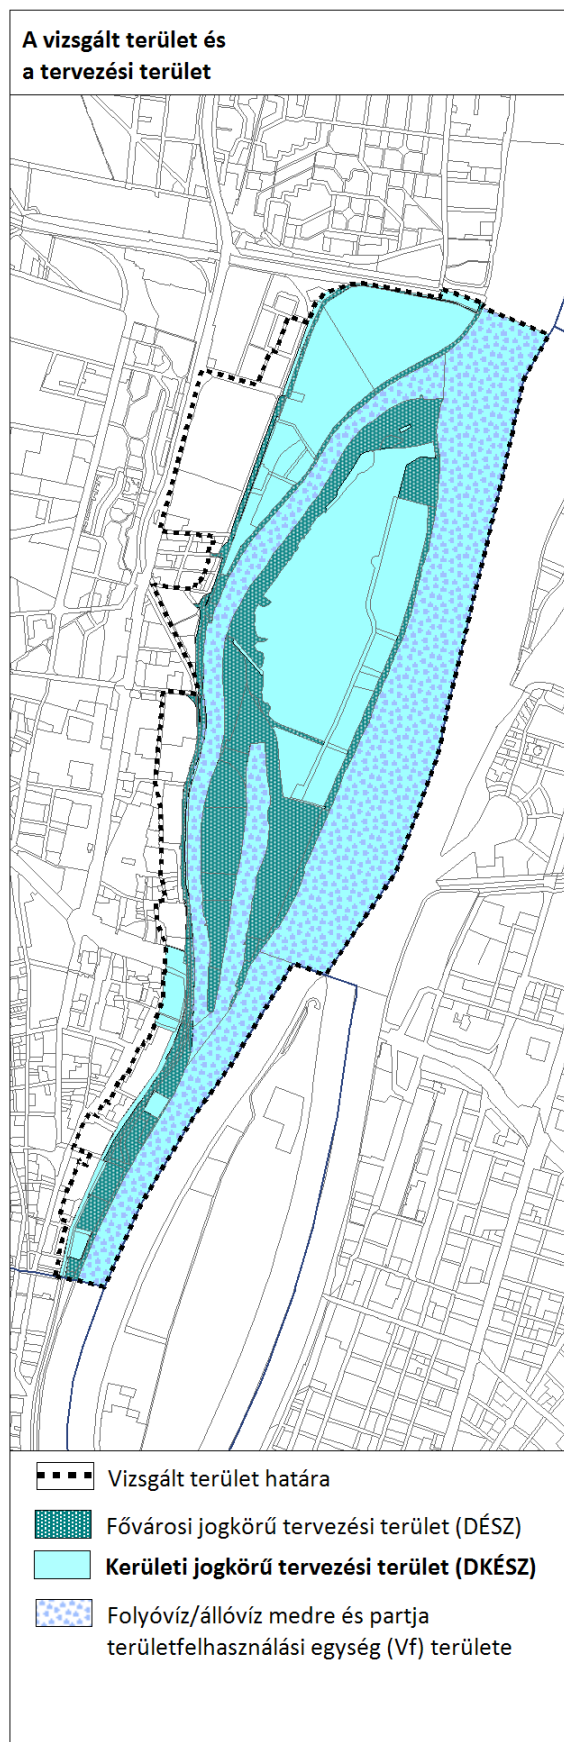 A vizsgált terület és
a tervezési terület
Vizsgált terület határa
Fővárosi jogkörű tervezési terület (DÉSZ)
Kerületi jogkörű tervezési terület (DKÉSZ)
Folyóvíz/állóvíz medre és partja
területfelhasználási egység (Vf) területe